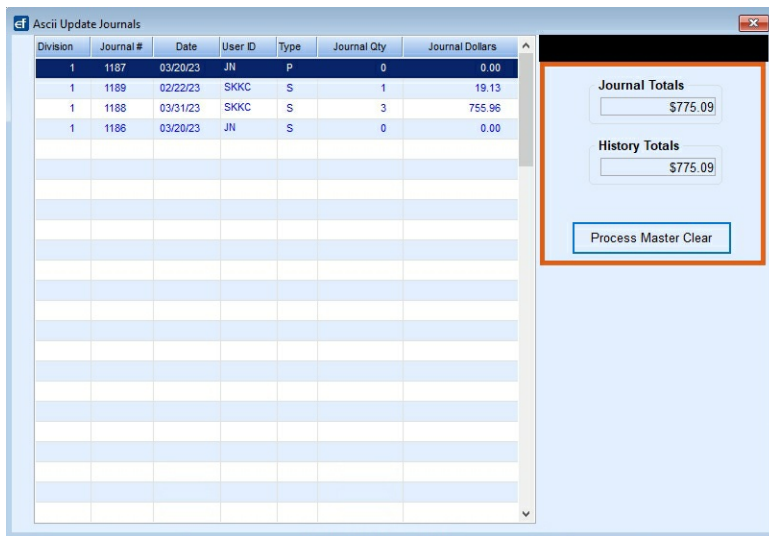 ef Ascii Update Journals
Division Journal # Date User ID Type Journal Qty Journal Dollars
1 1187 03/20/23 JN P 0 0.00
1 1189 02/22/23 SKKC S 1 19.13
1 1188 03/31/23 SKKC S 3 755.96
1 1186 03/20/23 JN S 0 0.00
Journal Totals
$775.09
History Totals
$775.09
Process Master Clear